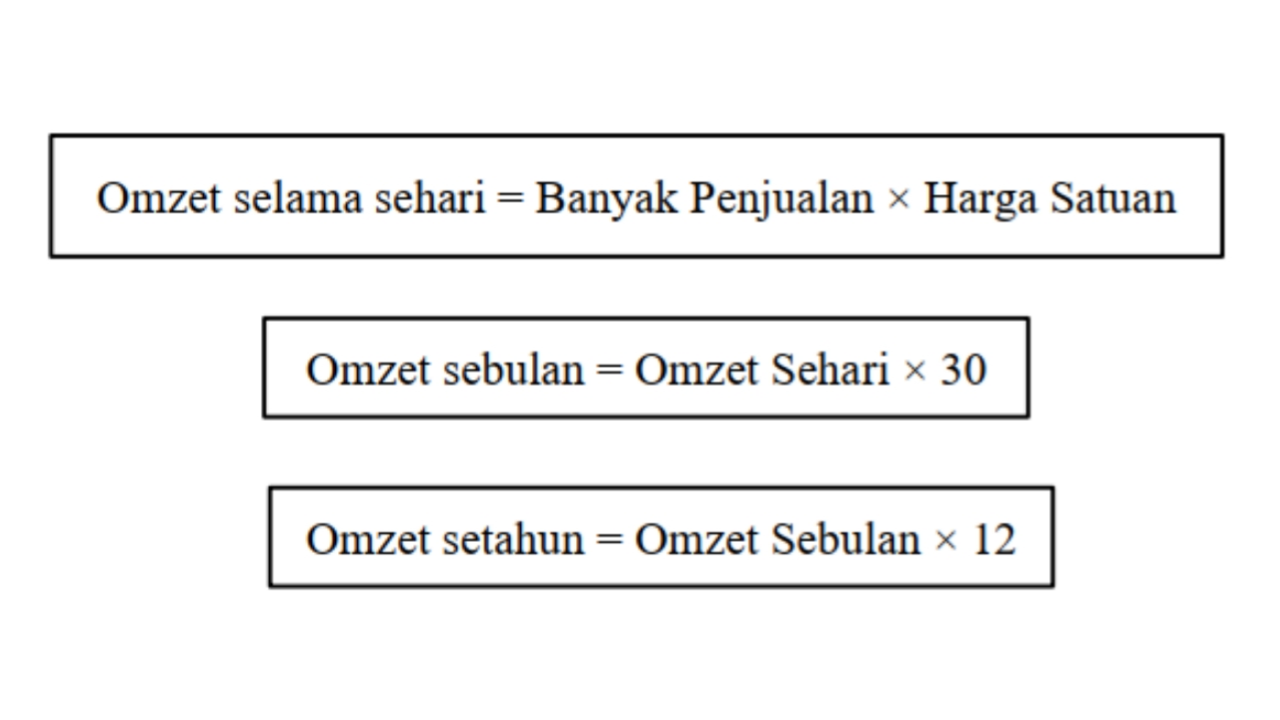 Omzet selama sehari = Banyak Penjualan × Harga Satuan
Omzet sebulan = Omzet Sehari × 30
Omzet setahun = Omzet Sebulan × 12